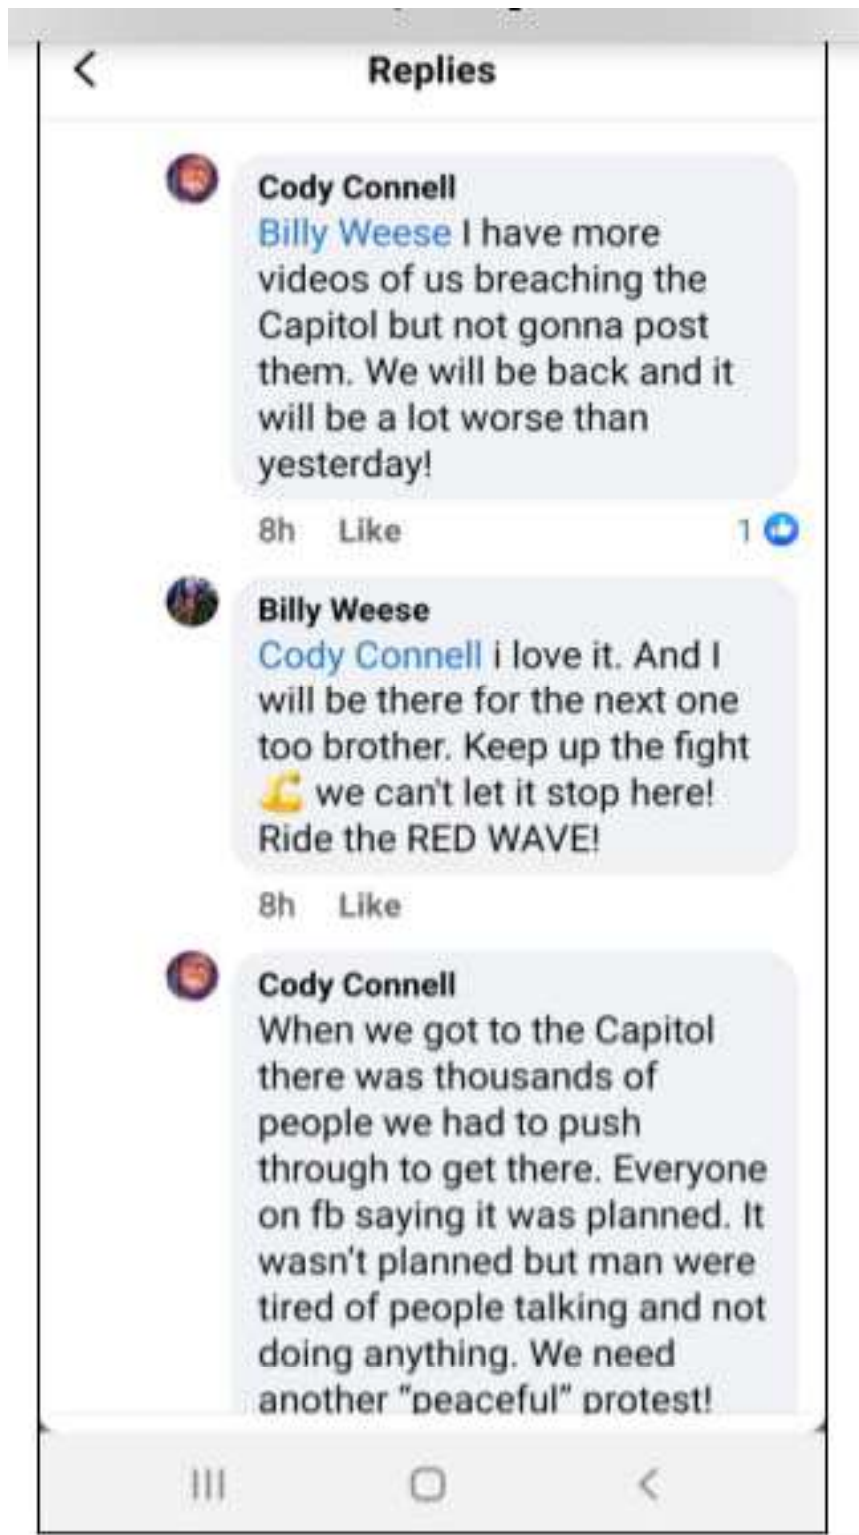 Replies
Cody Connell
Billy Weese I have more
videos of us breaching the
Capitol but not gonna post
them. We will be back and it
will be a lot worse than
yesterday!
8h Like 1
Billy Weese
Cody Connell i love it. And I
will be there for the next one
too brother. Keep up the fight
💪 we can't let it stop here!
Ride the RED WAVE!
8h Like
Cody Connell
When we got to the Capitol
there was thousands of
people we had to push
through to get there. Everyone
on fb saying it was planned. It
wasn't planned but man were
tired of people talking and not
doing anything. We need
another "peaceful" protest!